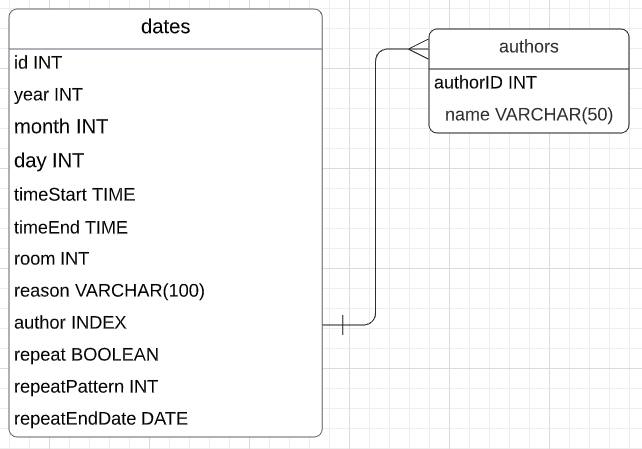 dates
id INT
year INT
month INT
day INT
timeStart TIME
timeEnd TIME
room INT
reason VARCHAR(100)
author INDEX
repeat BOOLEAN
repeatPattern INT
repeatEndDate DATE
authors
authorID INT
name VARCHAR(50)